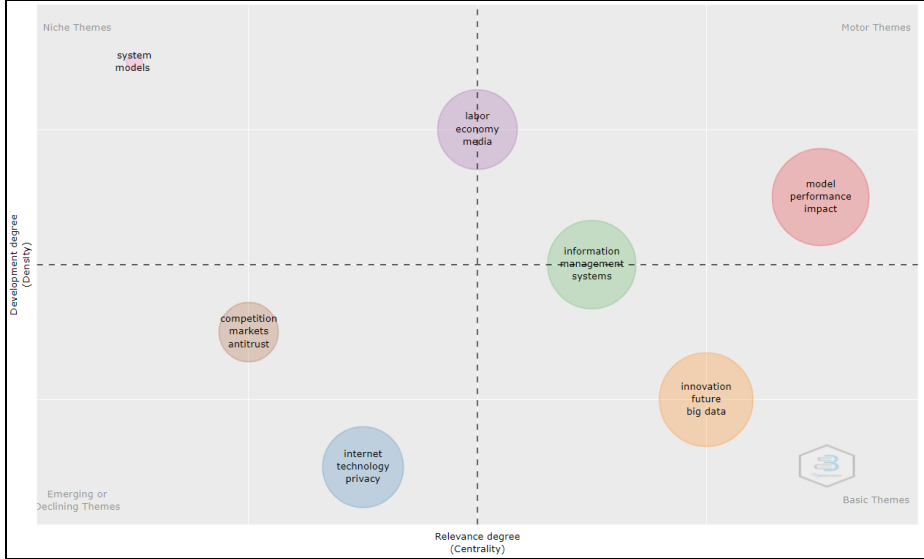 Niche Themes
Motor Themes
system
models
labor
economy
media
model
performance
impact
information
management
systems
Development degree
(Density)
competition
markets
antitrust
innovation
future
big data
internet
technology
privacy
Emerging or
Declining Themes
Basic Themes
Relevance degree
(Centrality)